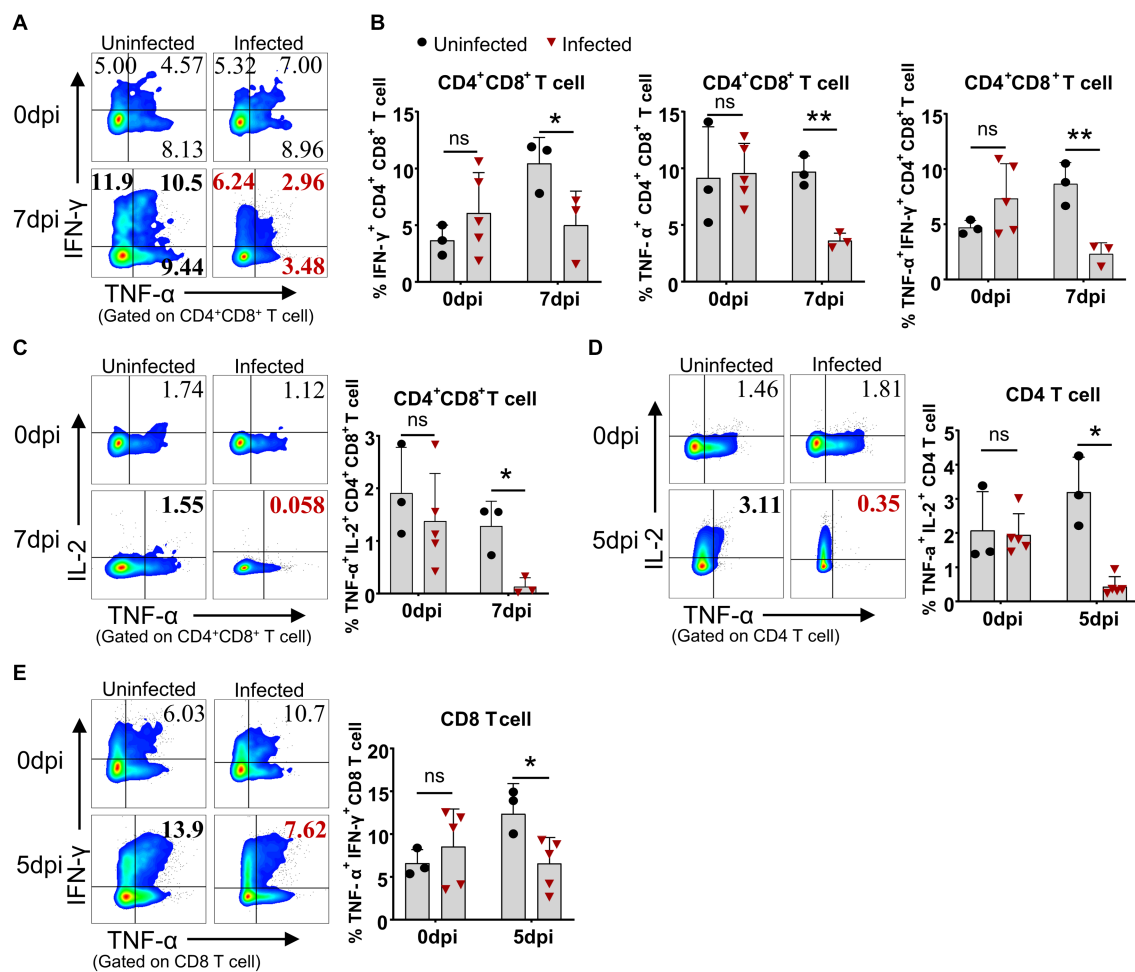 A
Uninfected Infected
0dpi
5.00 4.57 5.32 7.00
8.13 8.96
7dpi
11.9 10.5 6.24 2.96
9.44 3.48
IFN-γ
TNF-α
(Gated on CD4⁺CD8⁺ T cell)
B
Uninfected Infected
CD4⁺CD8⁺ T cell
% IFN-γ⁺ CD4⁺ CD8⁺ T cell
15
10
5
0
ns *
0dpi 7dpi
CD4⁺CD8⁺ T cell
% TNF-α⁺ CD4⁺ CD8⁺ T cell
15
10
5
0
ns **
0dpi 7dpi
CD4⁺CD8⁺ T cell
% TNF-α⁺ IFN-γ⁺ CD4⁺ CD8⁺ T cell
15
10
5
0
ns **
0dpi 7dpi
C
Uninfected Infected
0dpi
1.74 1.12
7dpi
1.55 0.058
IL-2
TNF-α
(Gated on CD4⁺CD8⁺ T cell)
CD4⁺CD8⁺T cell
% TNF-α⁺IL-2⁺ CD4⁺ CD8⁺ T cell
3
2
1
0
ns *
0dpi 7dpi
D
Uninfected Infected
0dpi
1.46 1.81
5dpi
3.11 0.35
IL-2
TNF-α
(Gated on CD4 T cell)
CD4 T cell
% TNF-a⁺ IL-2⁺ CD4 T cell
5
4
3
2
1
0
ns *
0dpi 5dpi
E
Uninfected Infected
0dpi
6.03 10.7
5dpi
13.9 7.62
IFN-γ
TNF-α
(Gated on CD8 T cell)
CD8 T cell
% TNF-α⁺ IFN-γ⁺ CD8 T cell
20
15
10
5
0
ns *
0dpi 5dpi